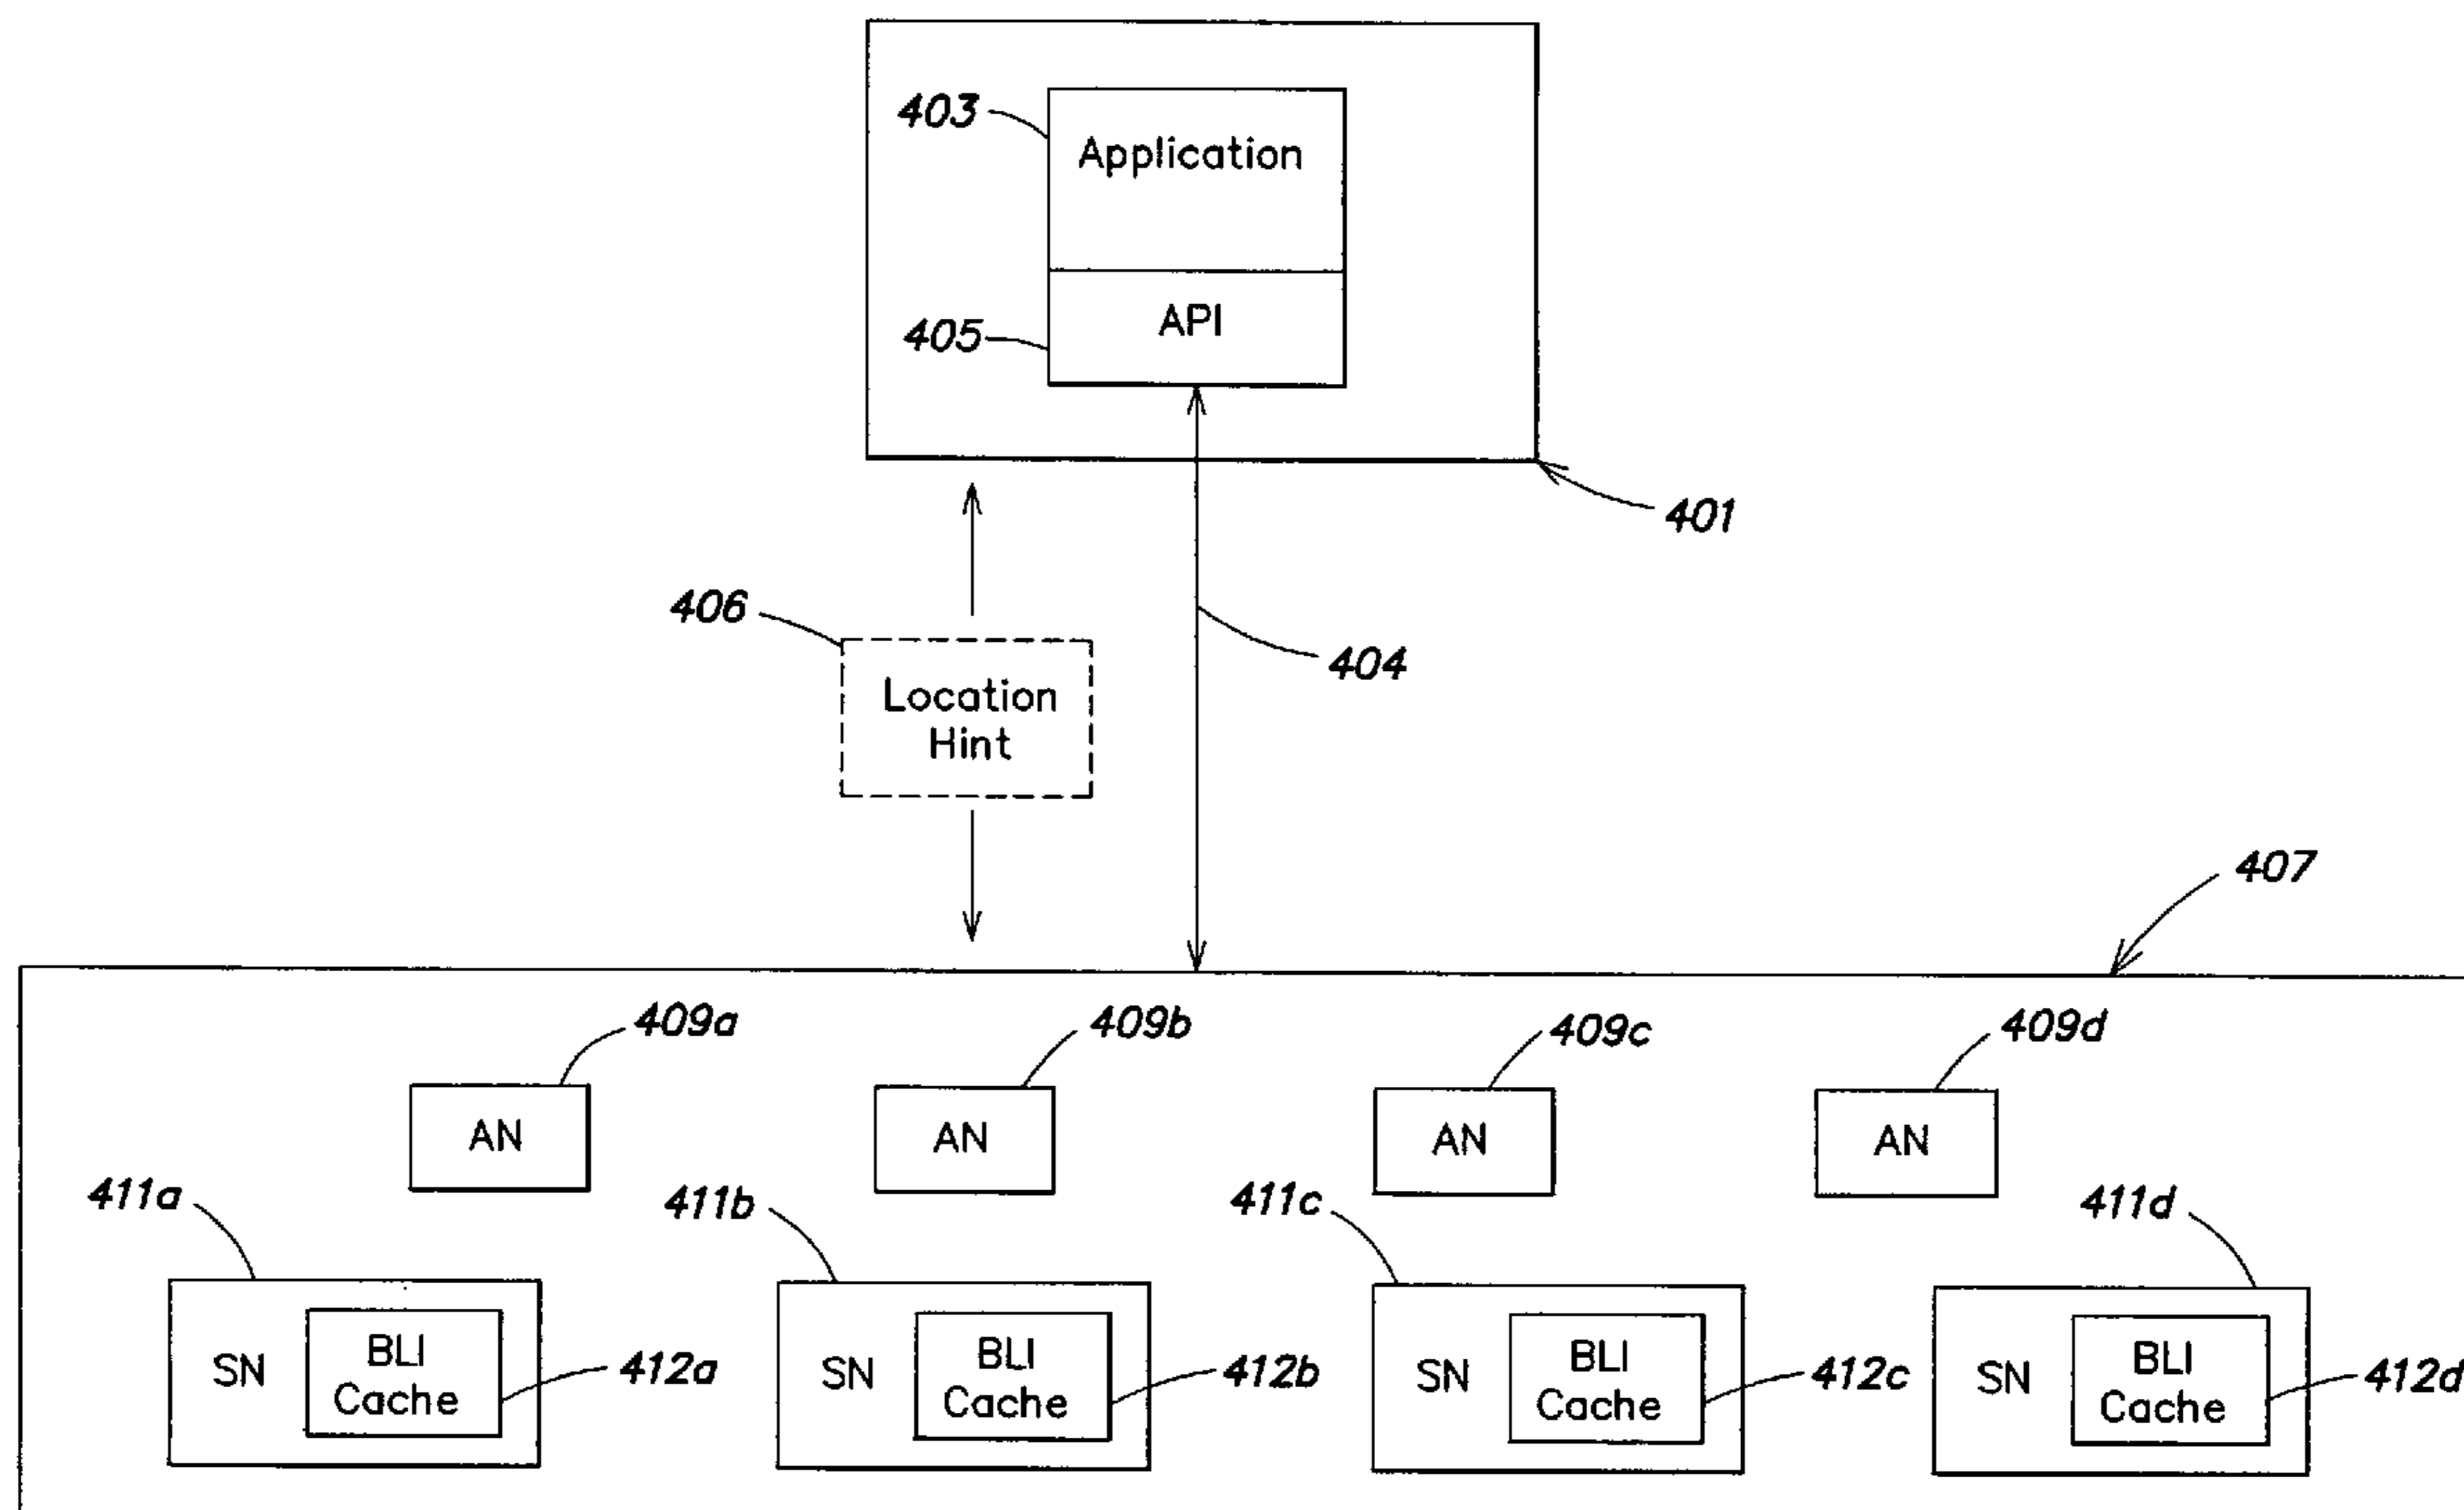 403
Application
405
API
401
406
Location
Hint
404
407
409a
409b
409c
409d
AN
AN
AN
AN
411a
411b
411c
411d
SN
BLI
Cache
412a
SN
BLI
Cache
412b
SN
BLI
Cache
412c
SN
BLI
Cache
412d